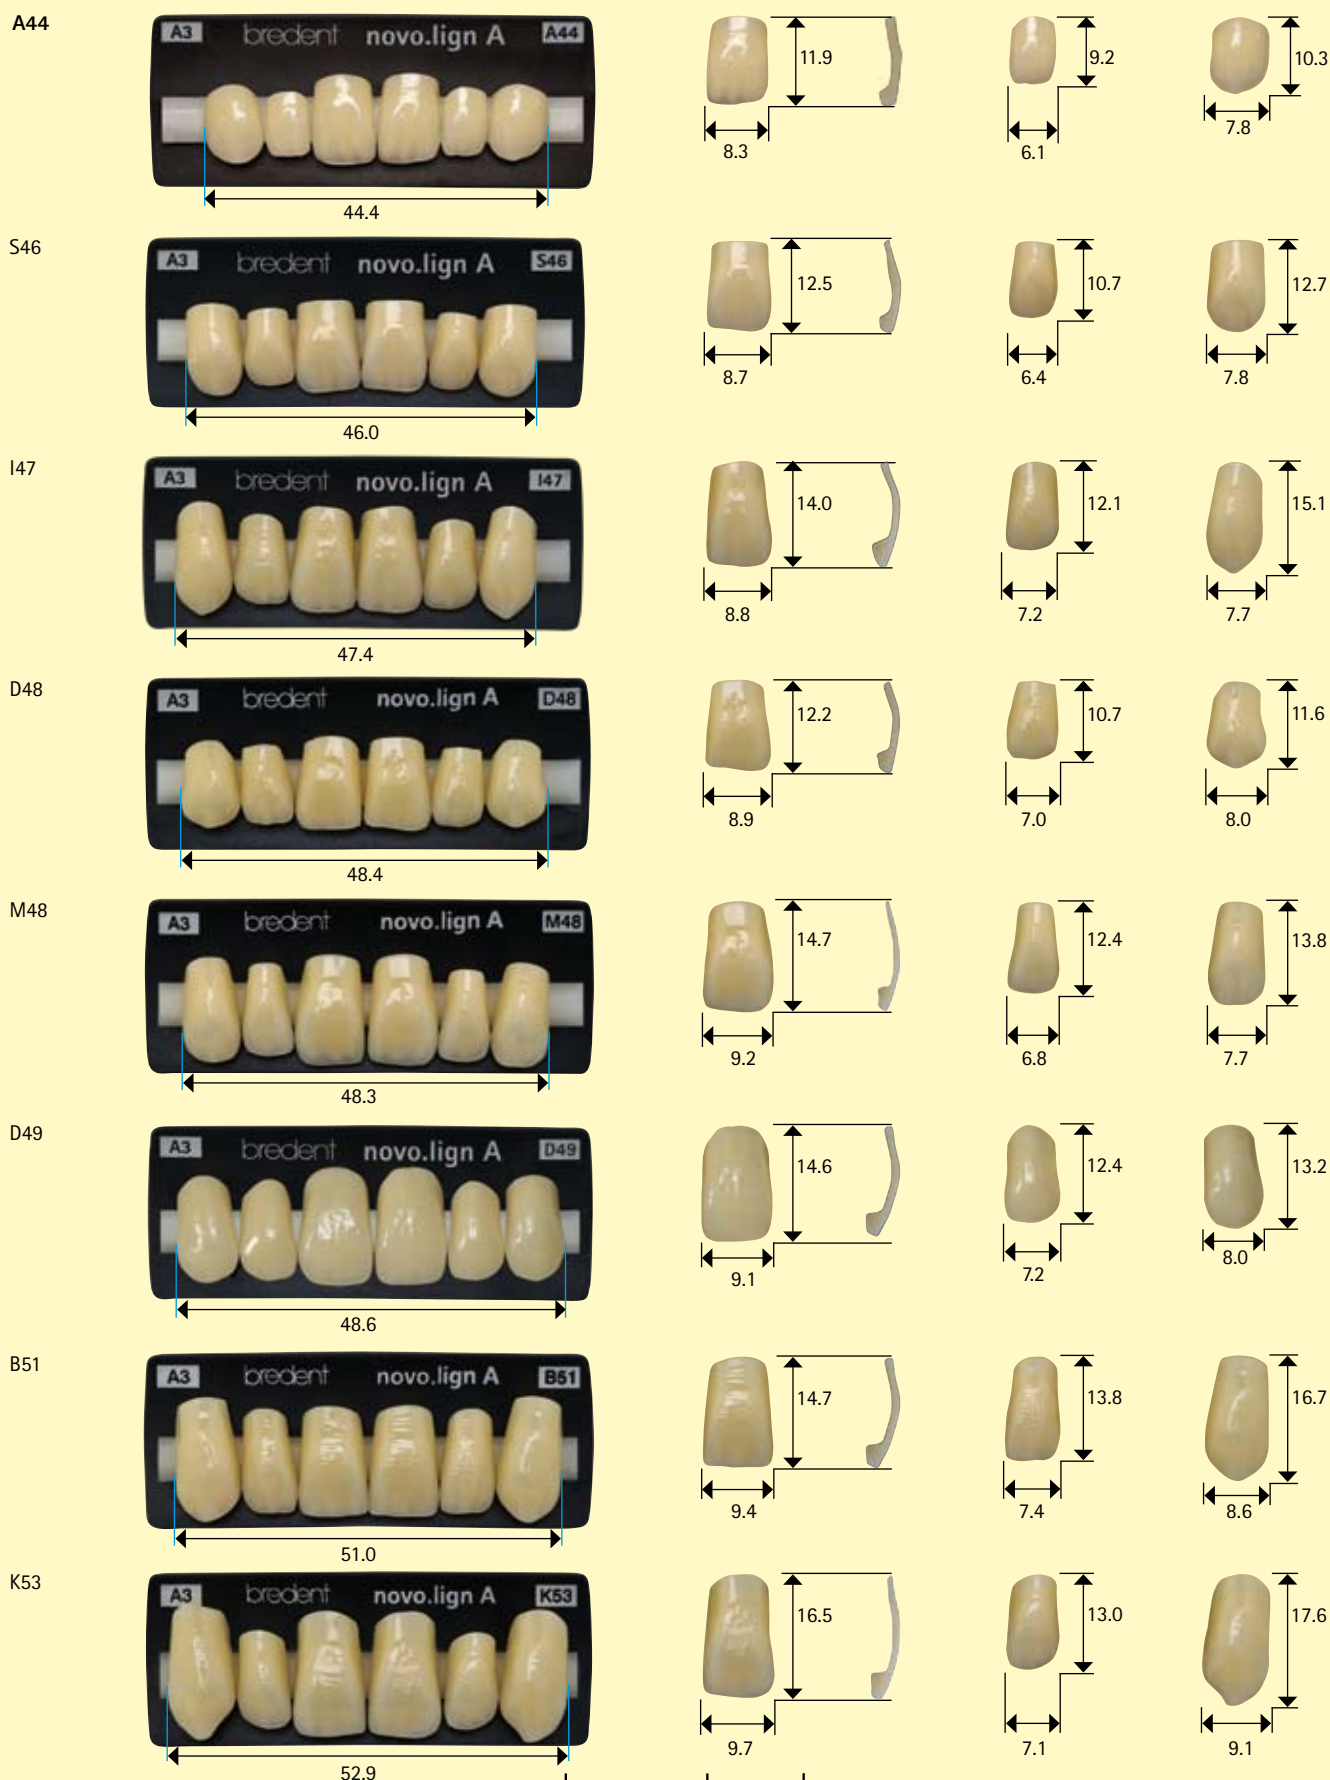 A44
A3 bredent novo.lign A A44
11.9 9.2 10.3
8.3 6.1 7.8
44.4
S46
A3 bredent novo.lign A S46
12.5 10.7 12.7
8.7 6.4 7.8
46.0
I47
A3 bredent novo.lign A I47
14.0 12.1 15.1
8.8 7.2 7.7
47.4
D48
A3 bredent novo.lign A D48
12.2 10.7 11.6
8.9 7.0 8.0
48.4
M48
A3 bredent novo.lign A M48
14.7 12.4 13.8
9.2 6.8 7.7
48.3
D49
A3 bredent novo.lign A D49
14.6 12.4 13.2
9.1 7.2 8.0
48.6
B51
A3 bredent novo.lign A B51
14.7 13.8 16.7
9.4 7.4 8.6
51.0
K53
A3 bredent novo.lign A K53
16.5 13.0 17.6
9.7 7.1 9.1
52.9